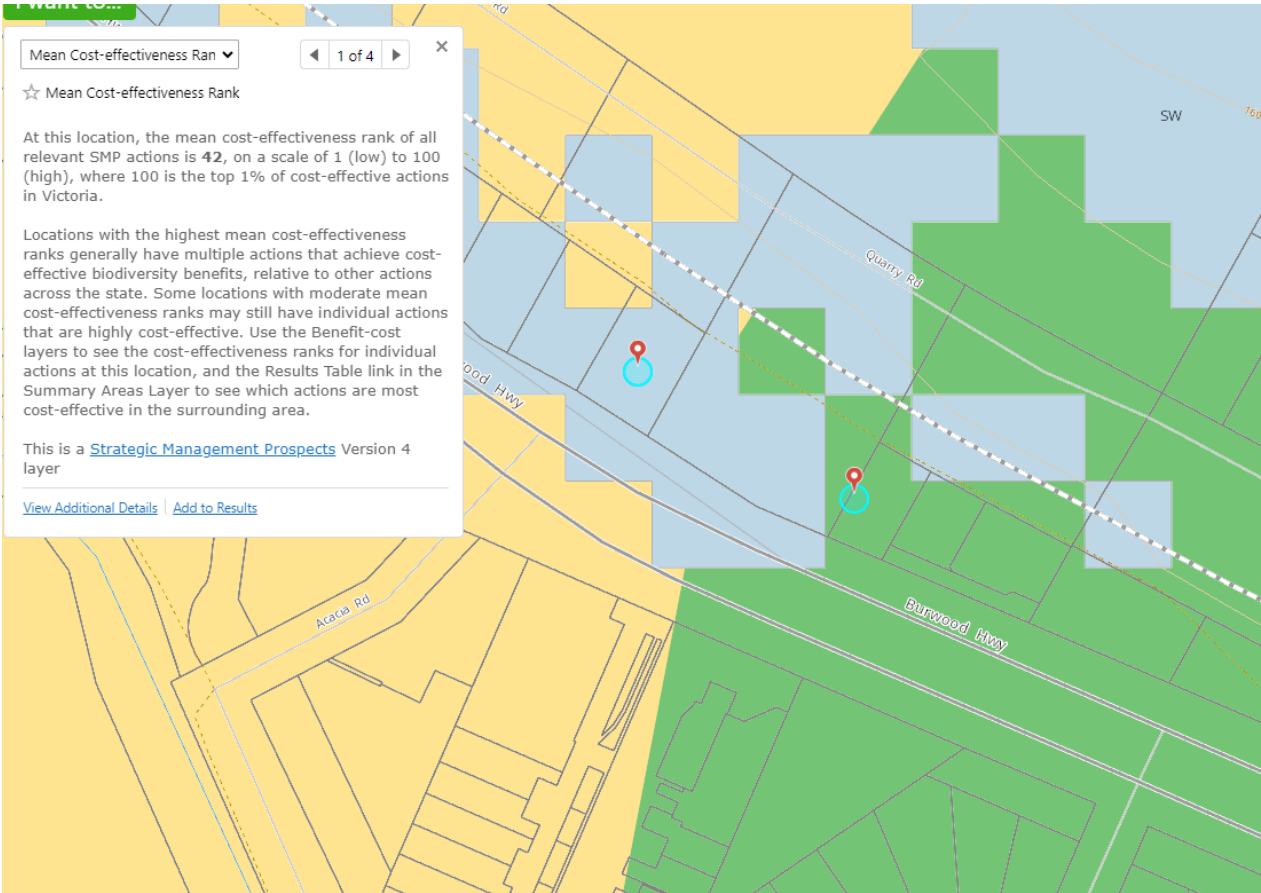 I want to...
Mean Cost-effectiveness Ran
1 of 4
Mean Cost-effectiveness Rank
At this location, the mean cost-effectiveness rank of all
relevant SMP actions is 42, on a scale of 1 (low) to 100
(high), where 100 is the top 1% of cost-effective actions
in Victoria.
Locations with the highest mean cost-effectiveness
ranks generally have multiple actions that achieve cost-
effective biodiversity benefits, relative to other actions
across the state. Some locations with moderate mean
cost-effectiveness ranks may still have individual actions
that are highly cost-effective. Use the Benefit-cost
layers to see the cost-effectiveness ranks for individual
actions at this location, and the Results Table link in the
Summary Areas Layer to see which actions are most
cost-effective in the surrounding area.
This is a Strategic Management Prospects Version 4
layer
View Additional Details
Add to Results
Rd
SW
160
Quarry Rd
wood Hwy
Acacia Rd
Burwood Hwy